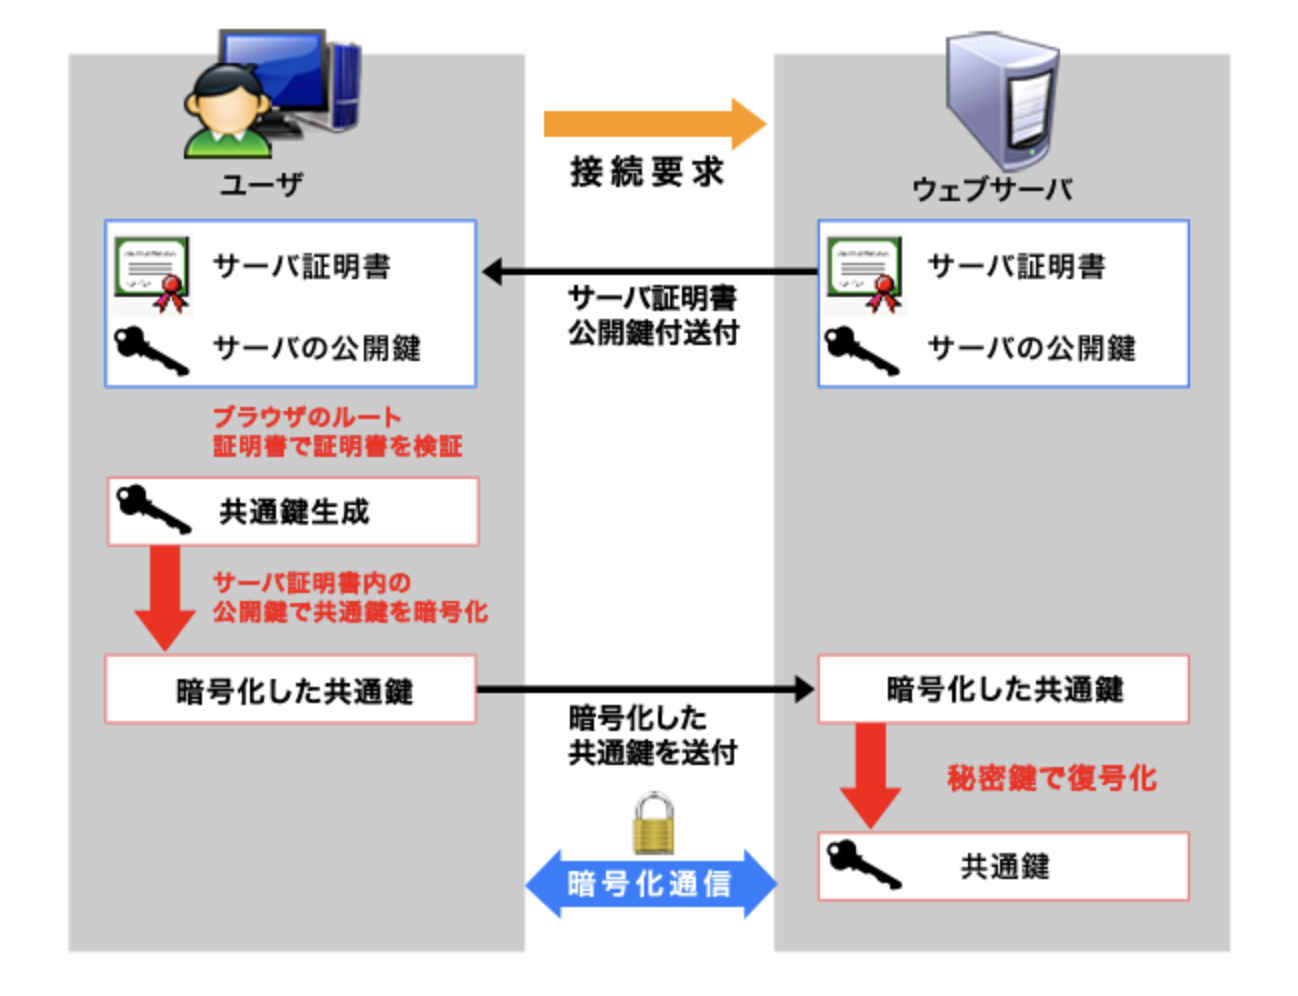 接続要求
ユーザ
ウェブサーバ
サーバ証明書
サーバの公開鍵
サーバ証明書
公開鍵付送付
サーバ証明書
サーバの公開鍵
ブラウザのルート
証明書で証明書を検証
共通鍵生成
サーバ証明書内の
公開鍵で共通鍵を暗号化
暗号化した共通鍵
暗号化した
共通鍵を送付
暗号化した共通鍵
秘密鍵で復号化
共通鍵
暗号化通信